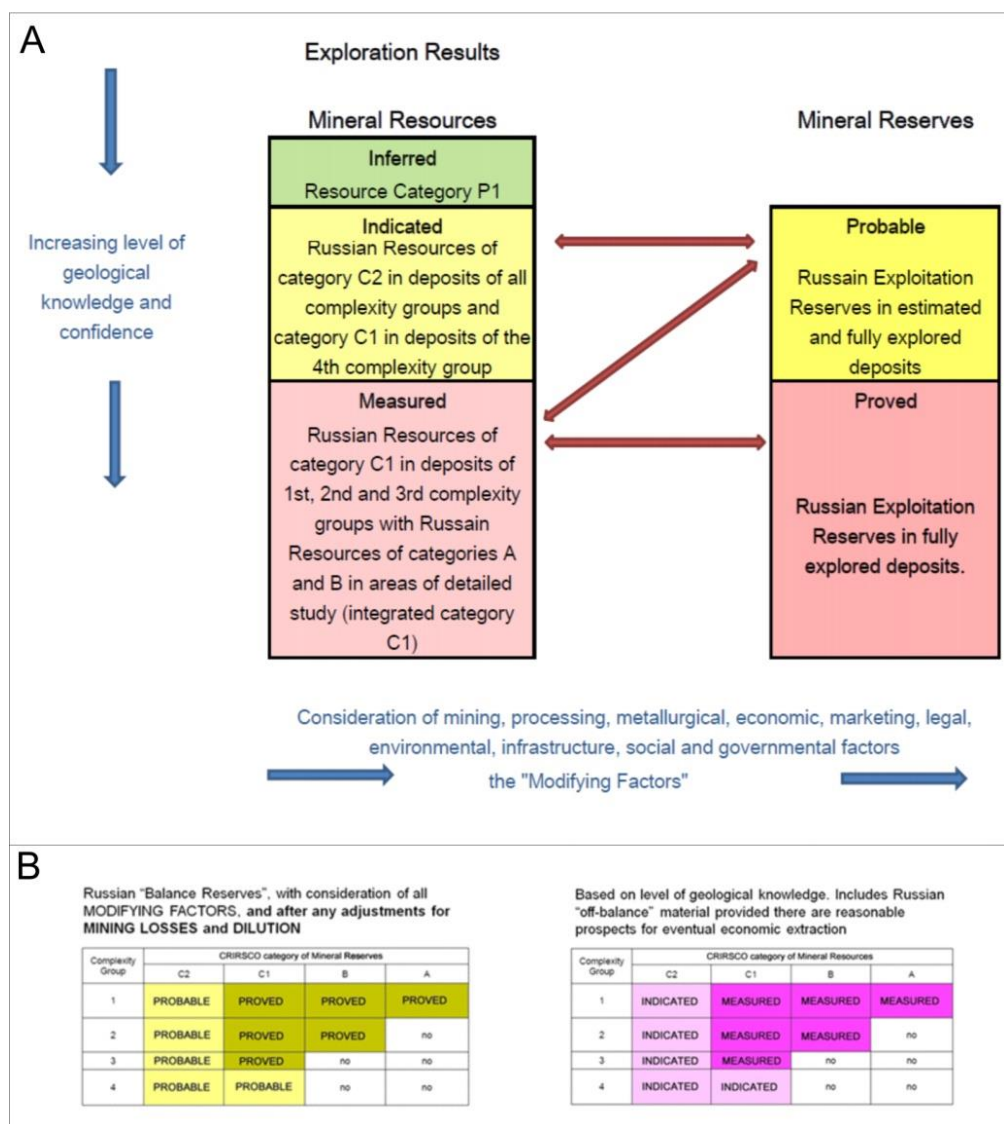 A
Exploration Results
Mineral Resources
Mineral Reserves
Inferred
Resource Category P1
Indicated
Russian Resources of
category C2 in deposits of all
complexity groups and
category C1 in deposits of the
4th complexity group
Measured
Russian Resources of
category C1 in deposits of
1st, 2nd and 3rd complexity
groups with Russain
Resources of categories A
and B in areas of detailed
study (integrated category
C1)
Increasing level of
geological
knowledge and
confidence
Probable
Russain Exploitation
Reserves in estimated
and fully explored
deposits
Proved
Russian Exploitation
Reserves in fully
explored deposits.
Consideration of mining, processing, metallurgical, economic, marketing, legal,
environmental, infrastructure, social and governmental factors
the "Modifying Factors"
B
Russian "Balance Reserves", with consideration of all
MODIFYING FACTORS, and after any adjustments for
MINING LOSSES and DILUTION
Complexity
Group
CRIRSCO category of Mineral Reserves
C2 C1 B A
1 PROBABLE PROVED PROVED PROVED
2 PROBABLE PROVED PROVED no
3 PROBABLE PROVED no no
4 PROBABLE PROBABLE no no
Based on level of geological knowledge. Includes Russian
"off-balance" material provided there are reasonable
prospects for eventual economic extraction
Complexity
Group
CRIRSCO category of Mineral Resources
C2 C1 B A
1 INDICATED MEASURED MEASURED MEASURED
2 INDICATED MEASURED MEASURED no
3 INDICATED MEASURED no no
4 INDICATED INDICATED no no